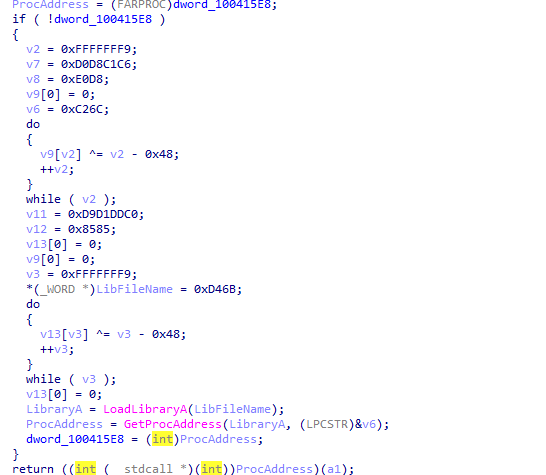 ProcAddress = (FARPROC)dword_100415E8;
if ( !dword_100415E8 )
{
v2 = 0xFFFFFFF9;
v7 = 0xD0D8C1C6;
v8 = 0xE0D8;
v9[0] = 0;
v6 = 0xC26C;
do
{
v9[v2] ^= v2 - 0x48;
++v2;
}
while ( v2 );
v11 = 0xD9D1DDC0;
v12 = 0x8585;
v13[0] = 0;
v9[0] = 0;
v3 = 0xFFFFFFF9;
*(_WORD *)LibFileName = 0xD46B;
do
{
v13[v3] ^= v3 - 0x48;
++v3;
}
while ( v3 );
v13[0] = 0;
LibraryA = LoadLibraryA(LibFileName);
ProcAddress = GetProcAddress(LibraryA, (LPCSTR)&v6);
dword_100415E8 = (int)ProcAddress;
}
return ((int (__stdcall *)(int))ProcAddress)(a1);